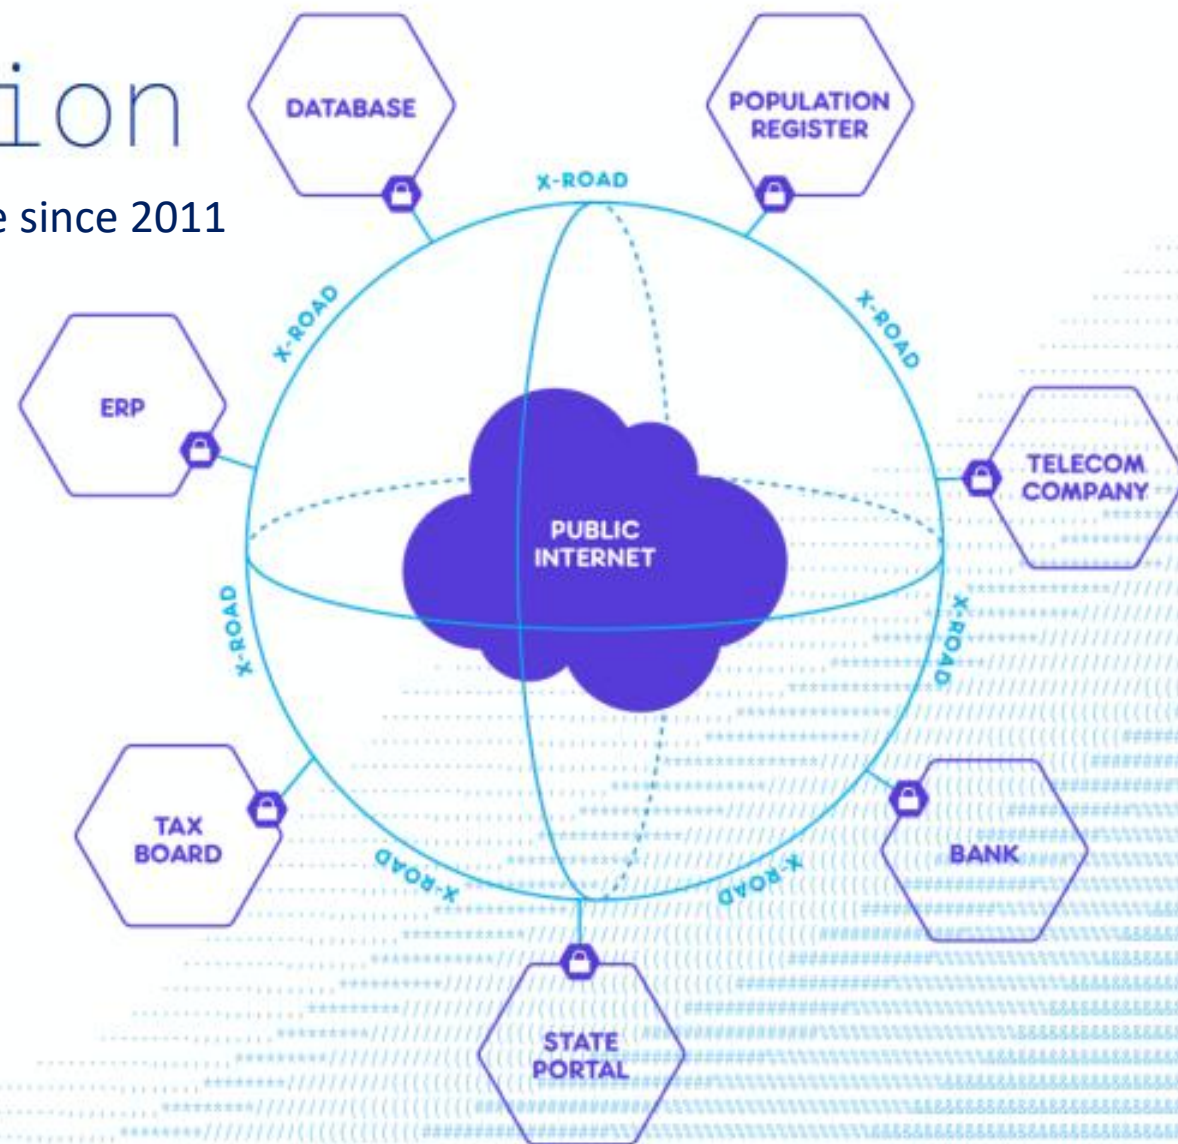 ion
e since 2011
DATABASE
POPULATION
REGISTER
X-ROAD
X-ROAD
X-ROAD
ERP
TELECOM
COMPANY
PUBLIC
INTERNET
X-ROAD
X-ROAD
TAX
BOARD
BANK
X-ROAD
X-ROAD
STATE
PORTAL